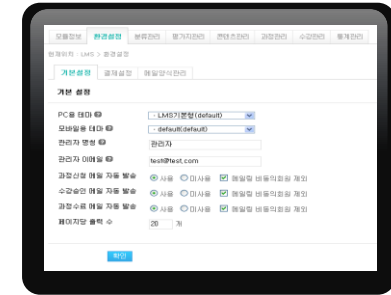 모듈정보 환경설정 분류관리 평가지관리 콘텐츠관리 과정관리 수강관리 통계관리
현재위치 : LMS > 환경설정
기본설정 결제설정 메일양식관리
기본 설정
PC용 테마 - LMS기본형(default)
모바일용 테마 - default(default)
관리자 명칭 관리자
관리자 이메일 test@test.com
과정신청 메일 자동 발송 사용 미사용 메일링 비동의회원 제외
수강승인 메일 자동 발송 사용 미사용 메일링 비동의회원 제외
과정수료 메일 자동 발송 사용 미사용 메일링 비동의회원 제외
페이지당 출력 수 20 개
확인